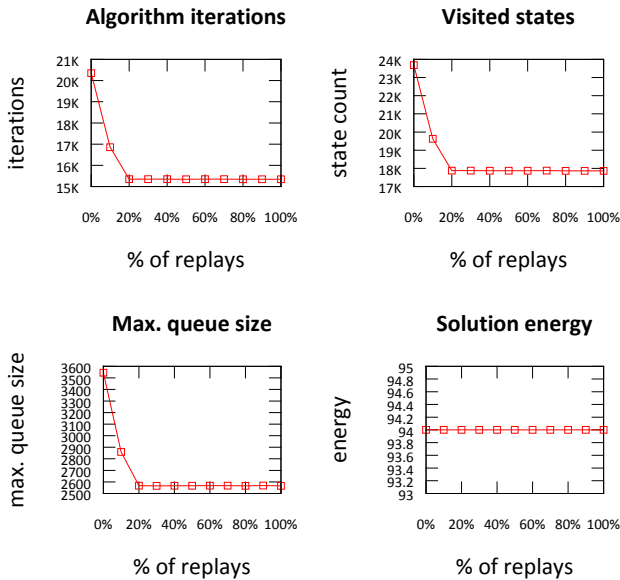 Algorithm iterations
iterations
21K
20K
19K
18K
17K
16K
15K
0% 20% 40% 60% 80% 100%
% of replays
Visited states
state count
24K
23K
22K
21K
20K
19K
18K
17K
0% 20% 40% 60% 80% 100%
% of replays
Max. queue size
max. queue size
3600
3500
3400
3300
3200
3100
3000
2900
2800
2700
2600
2500
0% 20% 40% 60% 80% 100%
% of replays
Solution energy
energy
95
94.8
94.6
94.4
94.2
94
93.8
93.6
93.4
93.2
93
0% 20% 40% 60% 80% 100%
% of replays